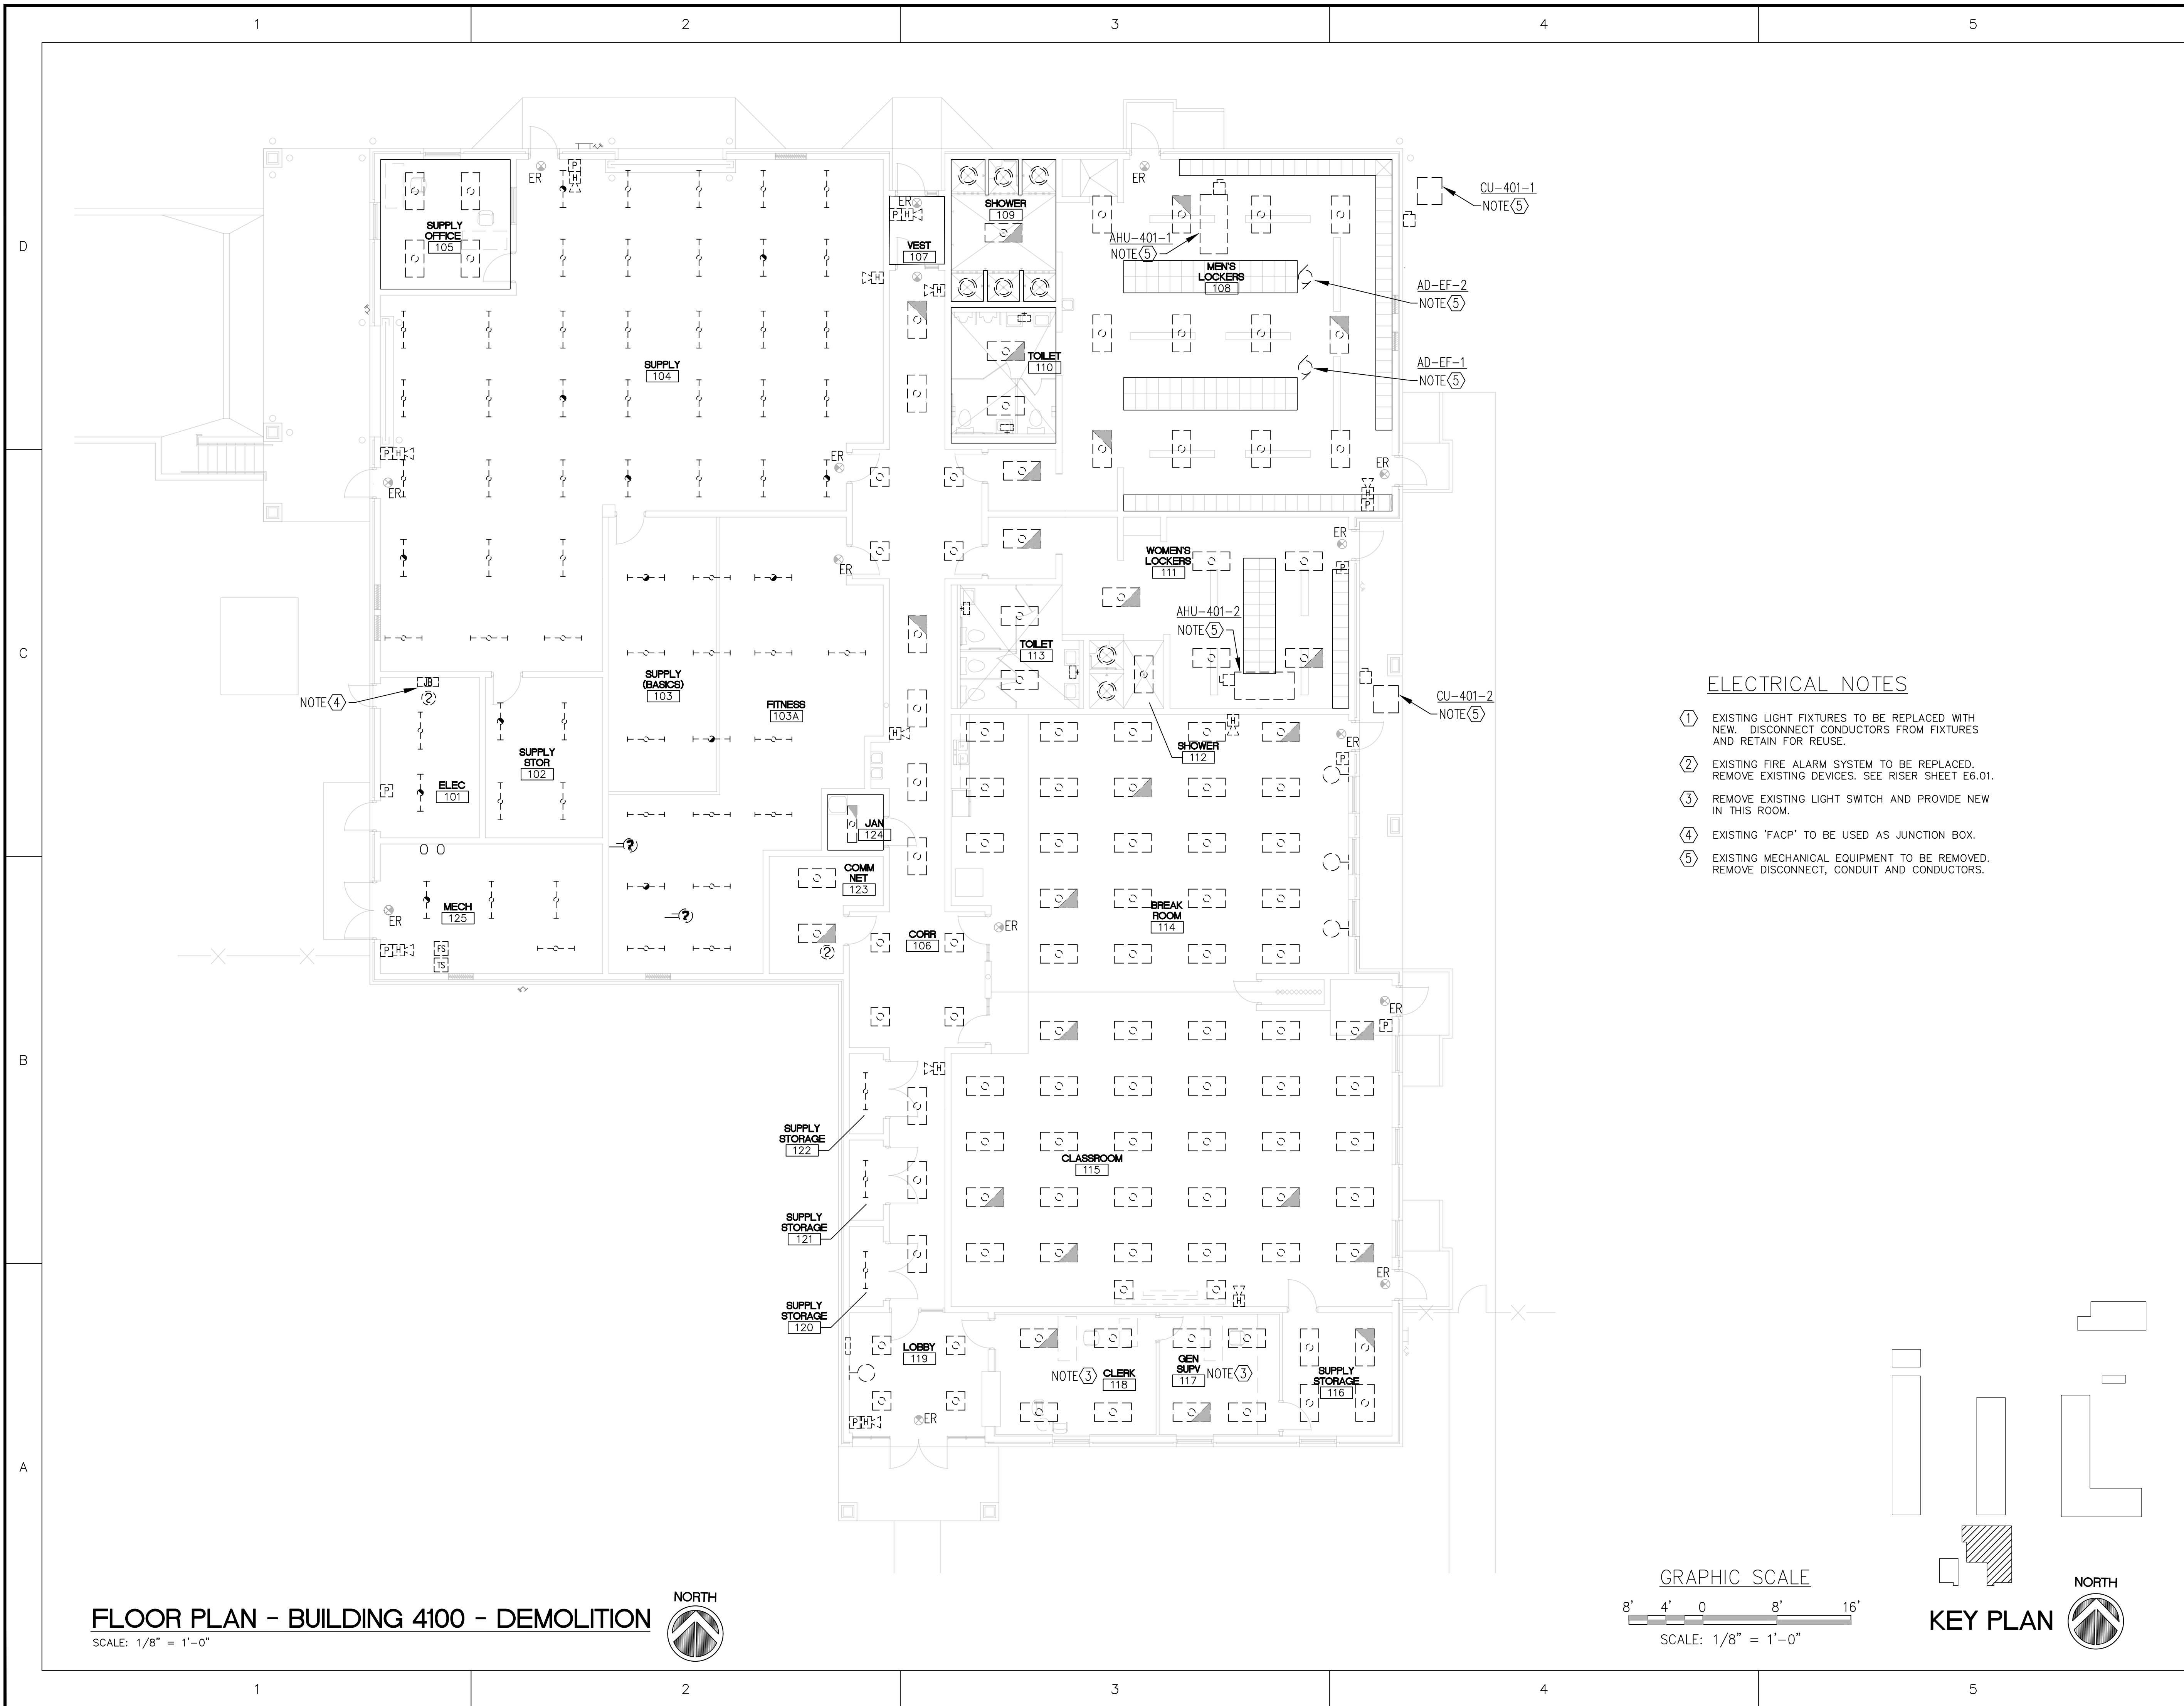 1 2 3 4 5
D
C
B
A
ER
P
H
SUPPLY
OFFICE
105
ER
PH
VEST
107
H
H
SHOWER
109
ER
AHU-401-1
NOTE 5
MEN'S
LOCKERS
108
CU-401-1
NOTE 5
AD-EF-2
NOTE 5
AD-EF-1
NOTE 5
SUPPLY
104
TOILET
110
PH
ER
ER
ER
H
P
ER
ER
P
WOMEN'S
LOCKERS
111
AHU-401-2
NOTE 5
TOILET
113
SUPPLY
(BASICS)
103
FITNESS
103A
H
H
SHOWER
112
ER
P
CU-401-2
NOTE 5
JB
2
NOTE 4
SUPPLY
STOR
102
P
ELEC
101
JAN
124
COMM
NET
123
2
?
?
MECH
125
ER
PH
FS
TS
CORR
106
ER
BREAK
ROOM
114
ER
P
H
SUPPLY
STORAGE
122
SUPPLY
STORAGE
121
SUPPLY
STORAGE
120
CLASSROOM
115
ER
H
LOBBY
119
PH
ER
NOTE 3
CLERK
118
GEN
SUPV
117
NOTE 3
SUPPLY
STORAGE
116
ELECTRICAL NOTES
1 EXISTING LIGHT FIXTURES TO BE REPLACED WITH
NEW. DISCONNECT CONDUCTORS FROM FIXTURES
AND RETAIN FOR REUSE.
2 EXISTING FIRE ALARM SYSTEM TO BE REPLACED.
REMOVE EXISTING DEVICES. SEE RISER SHEET E6.01.
3 REMOVE EXISTING LIGHT SWITCH AND PROVIDE NEW
IN THIS ROOM.
4 EXISTING 'FACP' TO BE USED AS JUNCTION BOX.
5 EXISTING MECHANICAL EQUIPMENT TO BE REMOVED.
REMOVE DISCONNECT, CONDUIT AND CONDUCTORS.
FLOOR PLAN - BUILDING 4100 - DEMOLITION
SCALE: 1/8" = 1'-0"
NORTH
GRAPHIC SCALE
8' 4' 0 8' 16'
SCALE: 1/8" = 1'-0"
KEY PLAN
NORTH
1 2 3 4 5